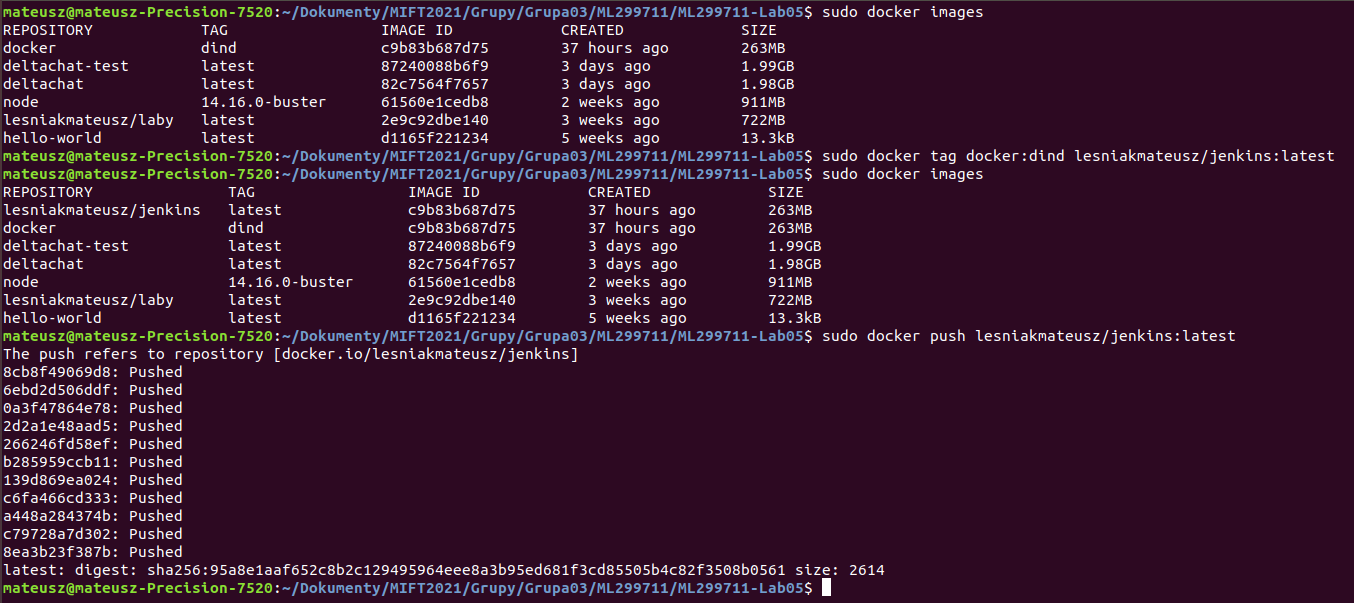 mateusz@mateusz-Precision-7520:~/Dokumenty/MIFT2021/Grupy/Grupa03/ML299711/ML299711-Lab05$ sudo docker images
REPOSITORY TAG IMAGE ID CREATED SIZE
docker dind c9b83b687d75 37 hours ago 263MB
deltachat-test latest 87240088b6f9 3 days ago 1.99GB
deltachat latest 82c7564f7657 3 days ago 1.98GB
node 14.16.0-buster 61560e1cedb8 2 weeks ago 911MB
lesniakmateusz/laby latest 2e9c92dbe140 3 weeks ago 722MB
hello-world latest d1165f221234 5 weeks ago 13.3kB
mateusz@mateusz-Precision-7520:~/Dokumenty/MIFT2021/Grupy/Grupa03/ML299711/ML299711-Lab05$ sudo docker tag docker:dind lesniakmateusz/jenkins:latest
mateusz@mateusz-Precision-7520:~/Dokumenty/MIFT2021/Grupy/Grupa03/ML299711/ML299711-Lab05$ sudo docker images
REPOSITORY TAG IMAGE ID CREATED SIZE
lesniakmateusz/jenkins latest c9b83b687d75 37 hours ago 263MB
docker dind c9b83b687d75 37 hours ago 263MB
deltachat-test latest 87240088b6f9 3 days ago 1.99GB
deltachat latest 82c7564f7657 3 days ago 1.98GB
node 14.16.0-buster 61560e1cedb8 2 weeks ago 911MB
lesniakmateusz/laby latest 2e9c92dbe140 3 weeks ago 722MB
hello-world latest d1165f221234 5 weeks ago 13.3kB
mateusz@mateusz-Precision-7520:~/Dokumenty/MIFT2021/Grupy/Grupa03/ML299711/ML299711-Lab05$ sudo docker push lesniakmateusz/jenkins:latest
The push refers to repository [docker.io/lesniakmateusz/jenkins]
8cb8f49069d8: Pushed
6ebd2d506ddf: Pushed
0a3f47864e78: Pushed
2d2a1e48aad5: Pushed
266246fd58ef: Pushed
b285959ccb11: Pushed
139d869ea024: Pushed
c6fa466cd333: Pushed
a448a284374b: Pushed
c79728a7d302: Pushed
8ea3b23f387b: Pushed
latest: digest: sha256:95a8e1aaf652c8b2c129495964eee8a3b95ed681f3cd85505b4c82f3508b0561 size: 2614
mateusz@mateusz-Precision-7520:~/Dokumenty/MIFT2021/Grupy/Grupa03/ML299711/ML299711-Lab05$